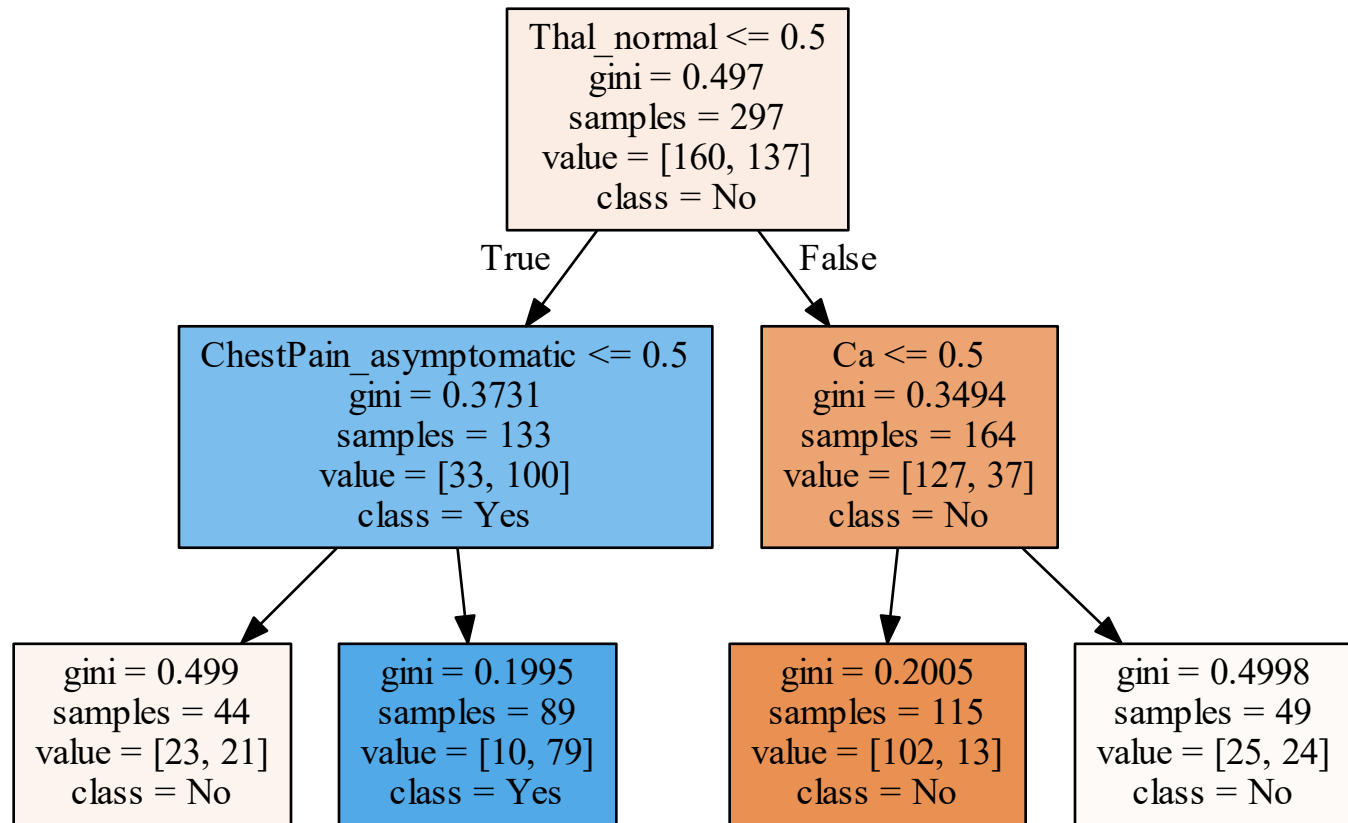 Thal_normal <= 0.5
gini = 0.497
samples = 297
value = [160, 137]
class = No
True
False
ChestPain_asymptomatic <= 0.5
gini = 0.3731
samples = 133
value = [33, 100]
class = Yes
Ca <= 0.5
gini = 0.3494
samples = 164
value = [127, 37]
class = No
gini = 0.499
samples = 44
value = [23, 21]
class = No
gini = 0.1995
samples = 89
value = [10, 79]
class = Yes
gini = 0.2005
samples = 115
value = [102, 13]
class = No
gini = 0.4998
samples = 49
value = [25, 24]
class = No